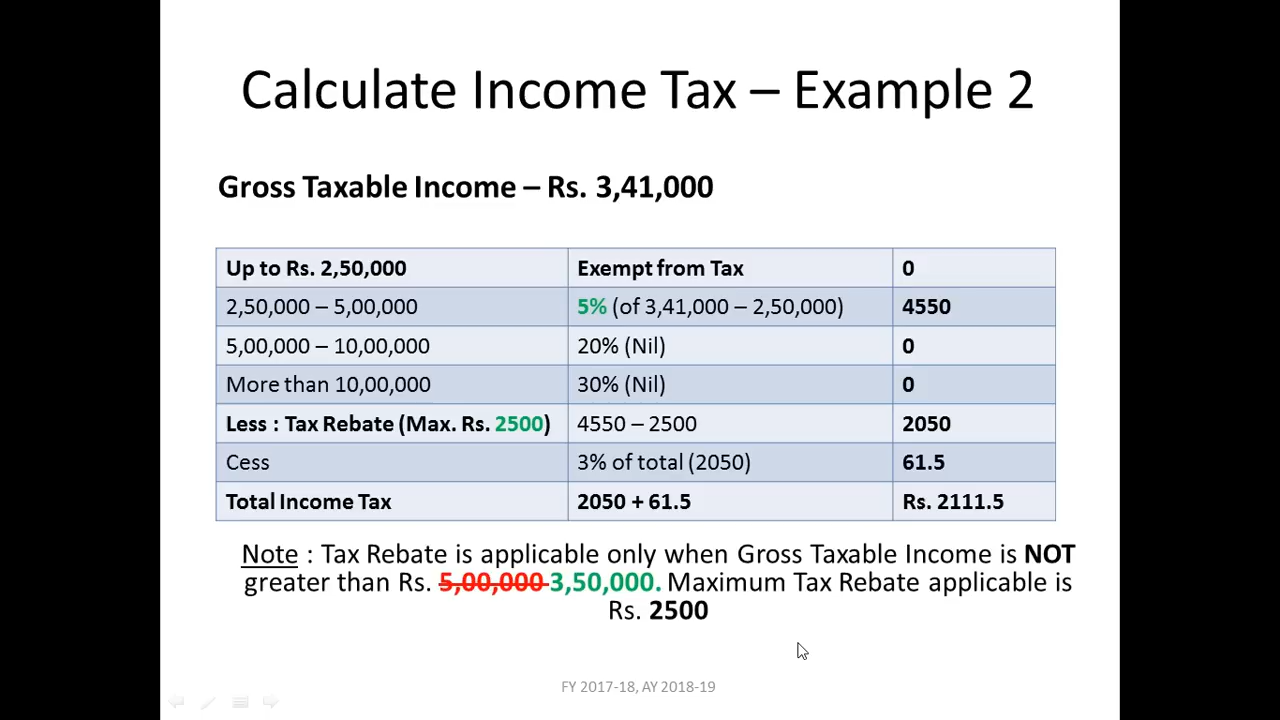 Calculate Income Tax – Example 2
Gross Taxable Income – Rs. 3,41,000
Up to Rs. 2,50,000 Exempt from Tax 0
2,50,000 – 5,00,000 5% (of 3,41,000 – 2,50,000) 4550
5,00,000 – 10,00,000 20% (Nil) 0
More than 10,00,000 30% (Nil) 0
Less : Tax Rebate (Max. Rs. 2500) 4550 – 2500 2050
Cess 3% of total (2050) 61.5
Total Income Tax 2050 + 61.5 Rs. 2111.5
Note : Tax Rebate is applicable only when Gross Taxable Income is NOT
greater than Rs. 5,00,000 3,50,000. Maximum Tax Rebate applicable is
Rs. 2500
FY 2017-18, AY 2018-19